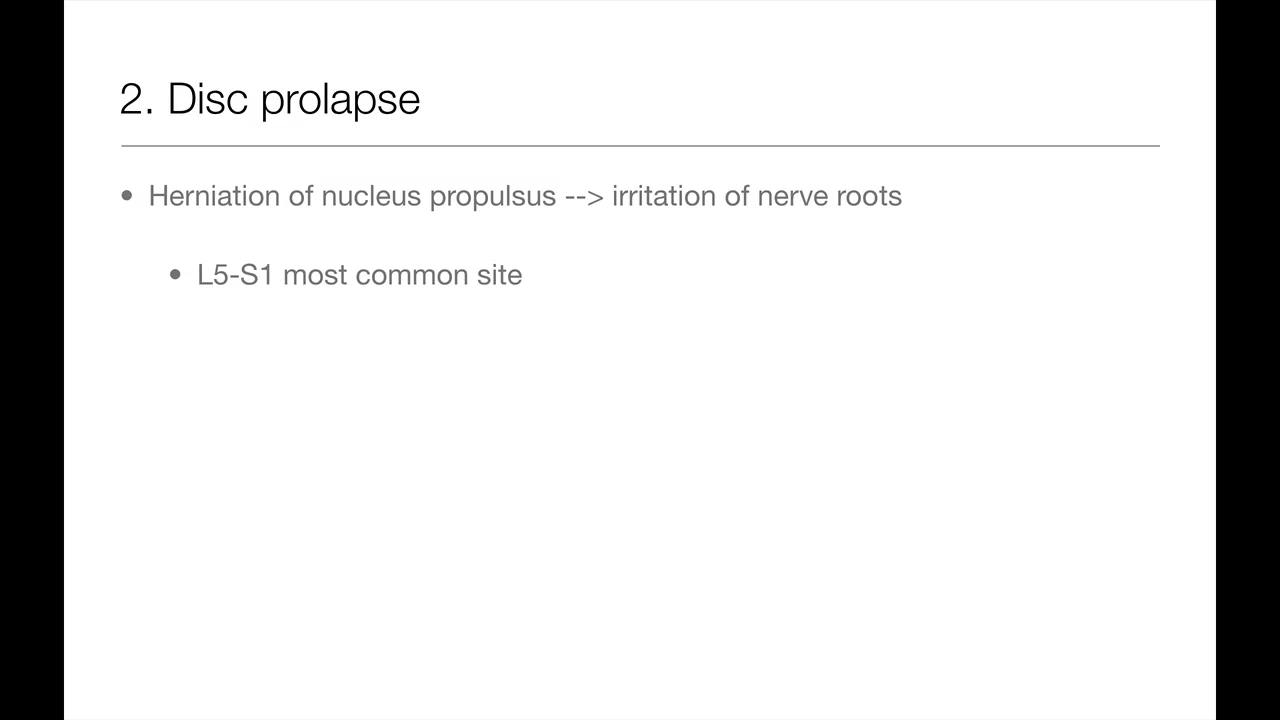 2. Disc prolapse
• Herniation of nucleus propulsus --> irritation of nerve roots
• L5-S1 most common site